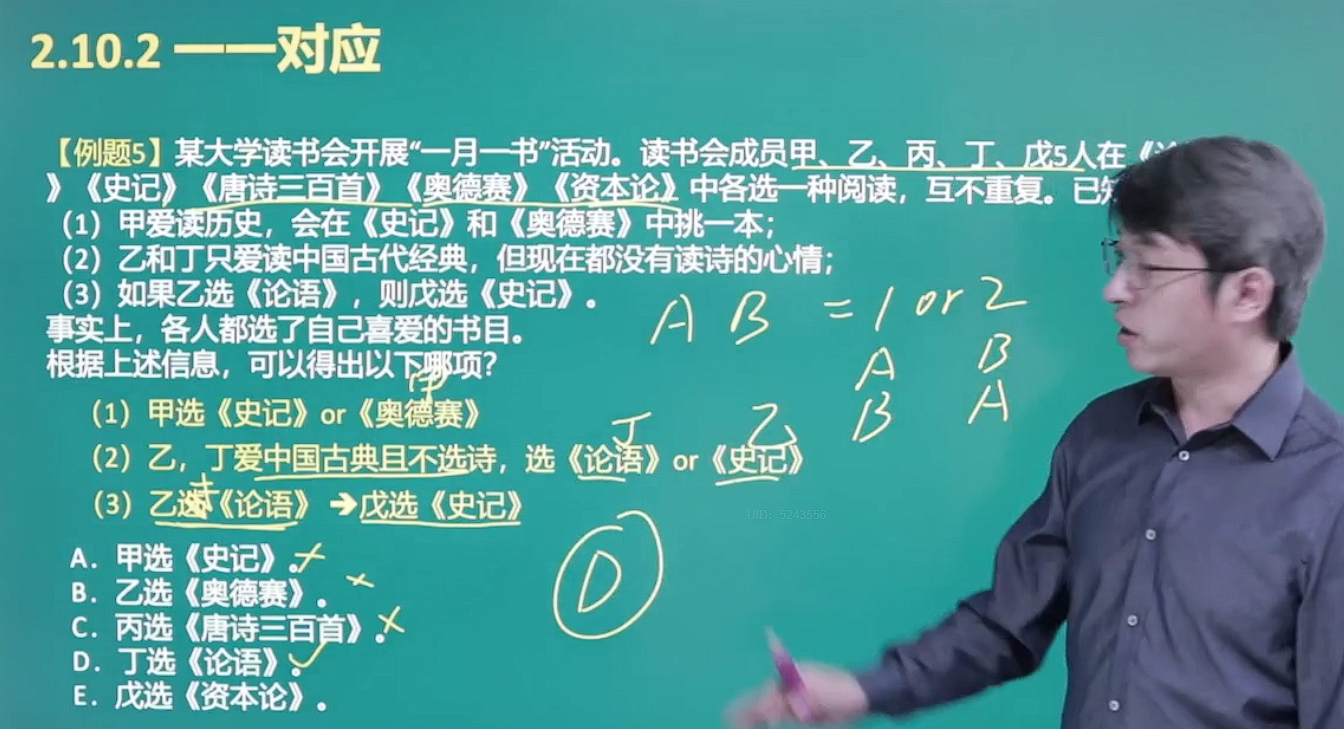 2.10.2 一一对应
【例题5】某大学读书会开展“一月一书”活动。读书会成员甲、乙、丙、丁、戊5人在《
》《史记》《唐诗三百首》《奥德赛》《资本论》中各选一种阅读，互不重复。已知
（1）甲爱读历史，会在《史记》和《奥德赛》中挑一本；
（2）乙和丁只爱读中国古代经典，但现在都没有读诗的心情；
（3）如果乙选《论语》，则戊选《史记》。
A B = 1 or 2
事实上，各人都选了自己喜爱的书目。
A B
根据上述信息，可以得出以下哪项？
B A
甲
（1）甲选《史记》or《奥德赛》
丁 乙
（2）乙，丁爱中国古典且不选诗，选《论语》or《史记》
（3）乙选《论语》➔戊选《史记》
UID: 5243556
A. 甲选《史记》。
B. 乙选《奥德赛》.
C. 丙选《唐诗三百首》.
D
D. 丁选《论语》.
E. 戊选《资本论》.